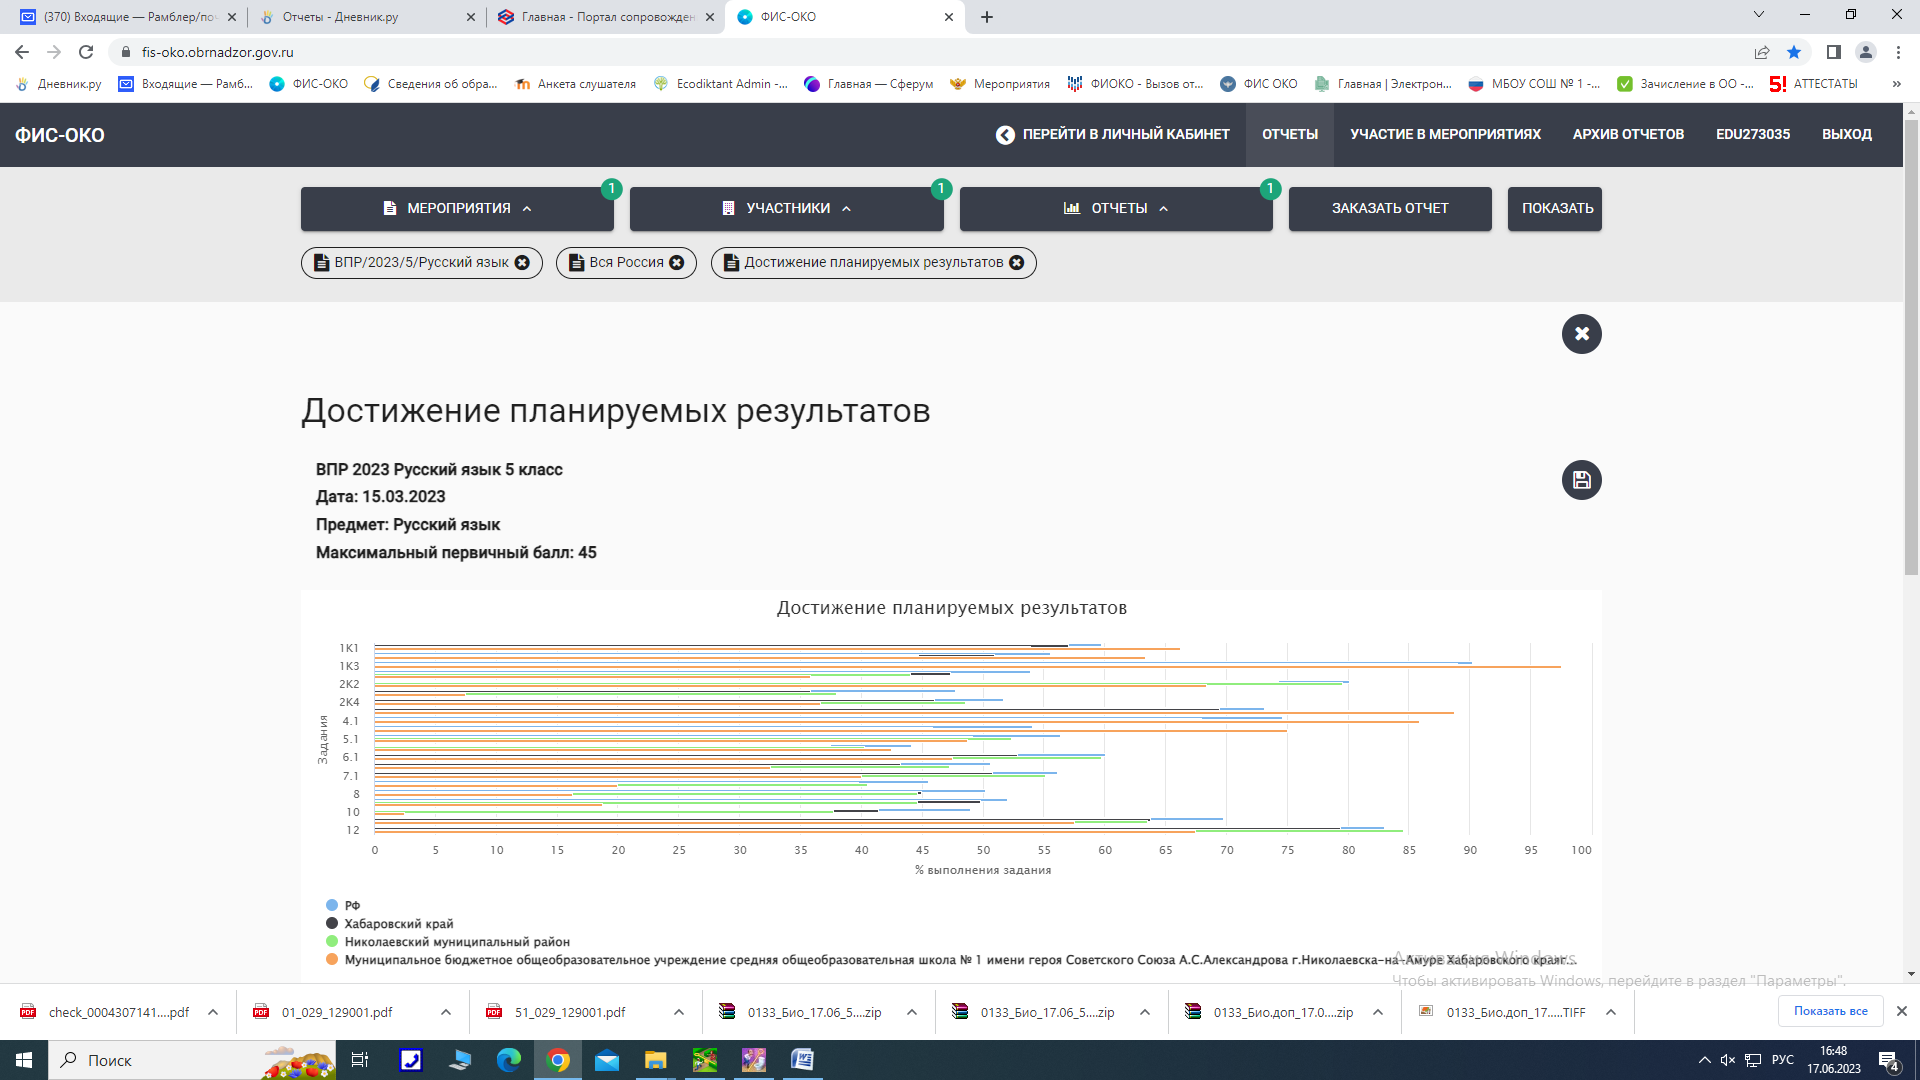 (370) Входящие — Рамблер/поч
Отчеты - Дневник.ру
Главная - Портал сопровожден
ФИС-ОКО
fis-oko.obrnadzor.gov.ru
Дневник.ру
Входящие — Рамб...
ФИС-ОКО
Сведения об обра...
Анкета слушателя
Ecodiktant Admin -...
Главная — Сферум
Мероприятия
ФИОКО - Вызов от...
ФИС ОКО
Главная | Электрон...
МБОУ СОШ № 1 -...
Зачисление в ОО -...
5! АТТЕСТАТЫ
»
ФИС-ОКО
ПЕРЕЙТИ В ЛИЧНЫЙ КАБИНЕТ
ОТЧЕТЫ
УЧАСТИЕ В МЕРОПРИЯТИЯХ
АРХИВ ОТЧЕТОВ
EDU273035
ВЫХОД
МЕРОПРИЯТИЯ 1
УЧАСТНИКИ 1
ОТЧЕТЫ 1
ЗАКАЗАТЬ ОТЧЕТ
ПОКАЗАТЬ
ВПР/2023/5/Русский язык
Вся Россия
Достижение планируемых результатов
Достижение планируемых результатов
ВПР 2023 Русский язык 5 класс
Дата: 15.03.2023
Предмет: Русский язык
Максимальный первичный балл: 45
Достижение планируемых результатов
Задания
1K1
1K3
2K2
2K4
4.1
5.1
6.1
7.1
8
10
12
0 5 10 15 20 25 30 35 40 45 50 55 60 65 70 75 80 85 90 95 100
% выполнения задания
РФ
Хабаровский край
Николаевский муниципальный район
Муниципальное бюджетное общеобразовательное учреждение средняя общеобразовательная школа № 1 имени героя Советского Союза А.С.Александрова г.Николаевска-на-Амуре Хабаровского края...
Активация Windows
Чтобы активировать Windows, перейдите в раздел "Параметры".
check_0004307141....pdf
01_029_129001.pdf
51_029_129001.pdf
0133_Био_17.06_5....zip
0133_Био_17.06_5....zip
0133_Био.доп_17.0....zip
0133_Био.доп_17.....TIFF
Показать все
Поиск
РУС
16:48
17.06.2023
4